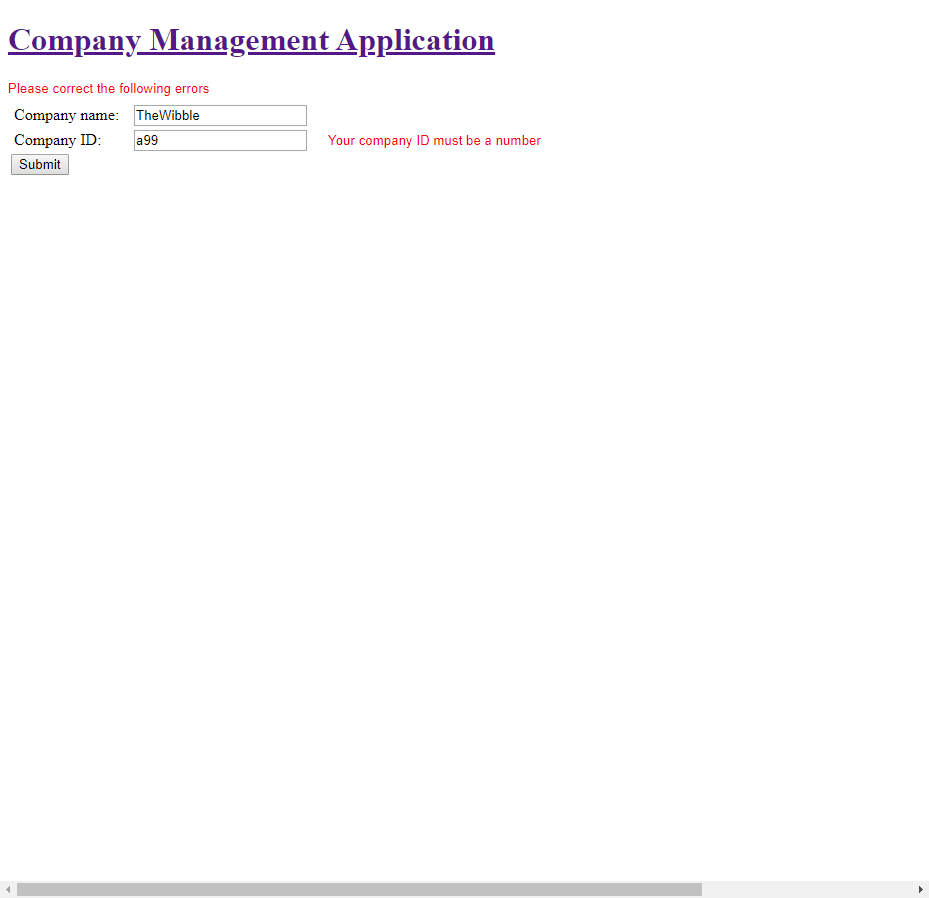 Company Management Application
Please correct the following errors
Company name: TheWibble
Company ID: a99 Your company ID must be a number
Submit